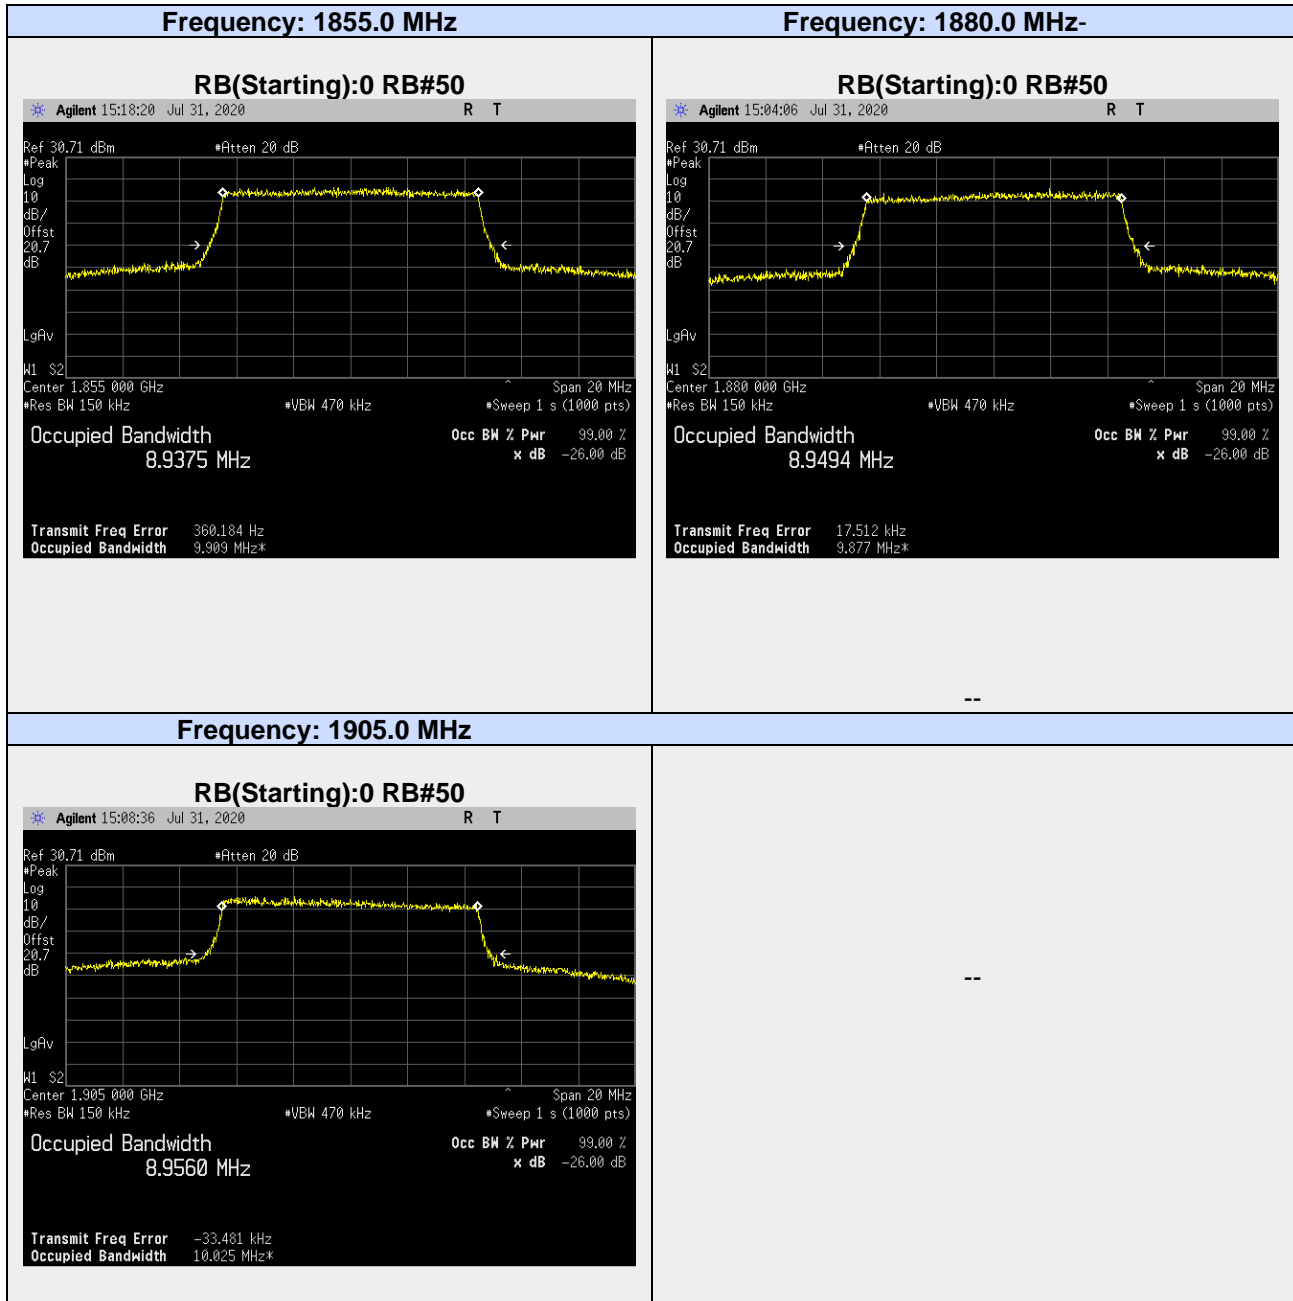 Frequency: 1855.0 MHz
Frequency: 1880.0 MHz-
RB(Starting):0 RB#50
Agilent 15:18:20 Jul 31, 2020 R T
Ref 30.71 dBm #Atten 20 dB
#Peak
Log
10
dB/
Offst
20.7
dB
LgAv
W1 S2
Center 1.855 000 GHz Span 20 MHz
#Res BW 150 kHz #VBW 470 kHz #Sweep 1 s (1000 pts)
Occupied Bandwidth Occ BW % Pwr 99.00 %
8.9375 MHz x dB -26.00 dB
Transmit Freq Error 360.184 Hz
Occupied Bandwidth 9.909 MHz*
RB(Starting):0 RB#50
Agilent 15:04:06 Jul 31, 2020 R T
Ref 30.71 dBm #Atten 20 dB
#Peak
Log
10
dB/
Offst
20.7
dB
LgAv
W1 S2
Center 1.880 000 GHz Span 20 MHz
#Res BW 150 kHz #VBW 470 kHz #Sweep 1 s (1000 pts)
Occupied Bandwidth Occ BW % Pwr 99.00 %
8.9494 MHz x dB -26.00 dB
Transmit Freq Error 17.512 kHz
Occupied Bandwidth 9.877 MHz*
--
Frequency: 1905.0 MHz
RB(Starting):0 RB#50
Agilent 15:08:36 Jul 31, 2020 R T
Ref 30.71 dBm #Atten 20 dB
#Peak
Log
10
dB/
Offst
20.7
dB
LgAv
W1 S2
Center 1.905 000 GHz Span 20 MHz
#Res BW 150 kHz #VBW 470 kHz #Sweep 1 s (1000 pts)
Occupied Bandwidth Occ BW % Pwr 99.00 %
8.9560 MHz x dB -26.00 dB
Transmit Freq Error -33.481 kHz
Occupied Bandwidth 10.025 MHz*
--